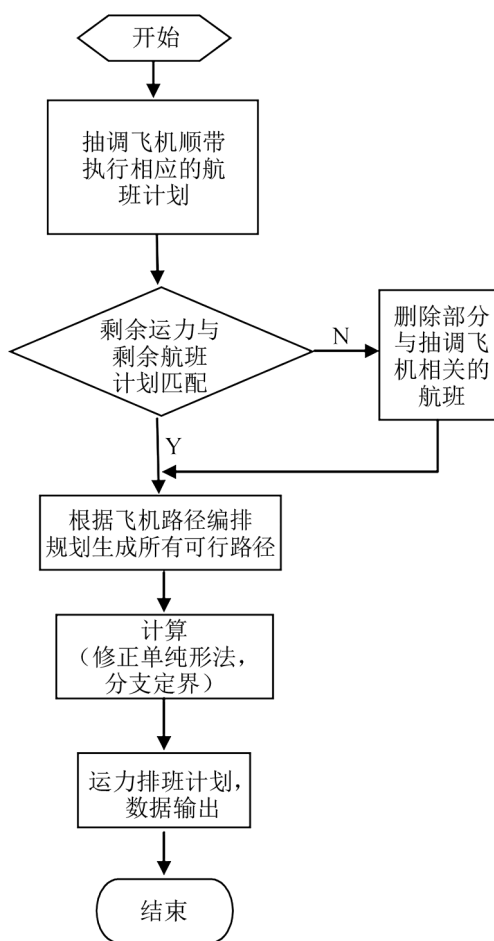 开始
抽调飞机顺带
执行相应的航
班计划
剩余运力与
剩余航班
计划匹配
N
删除部分
与抽调飞
机相关的
航班
Y
根据飞机路径编排
规划生成所有可行路径
计算
（修正单纯形法，
分支定界）
运力排班计划，
数据输出
结束